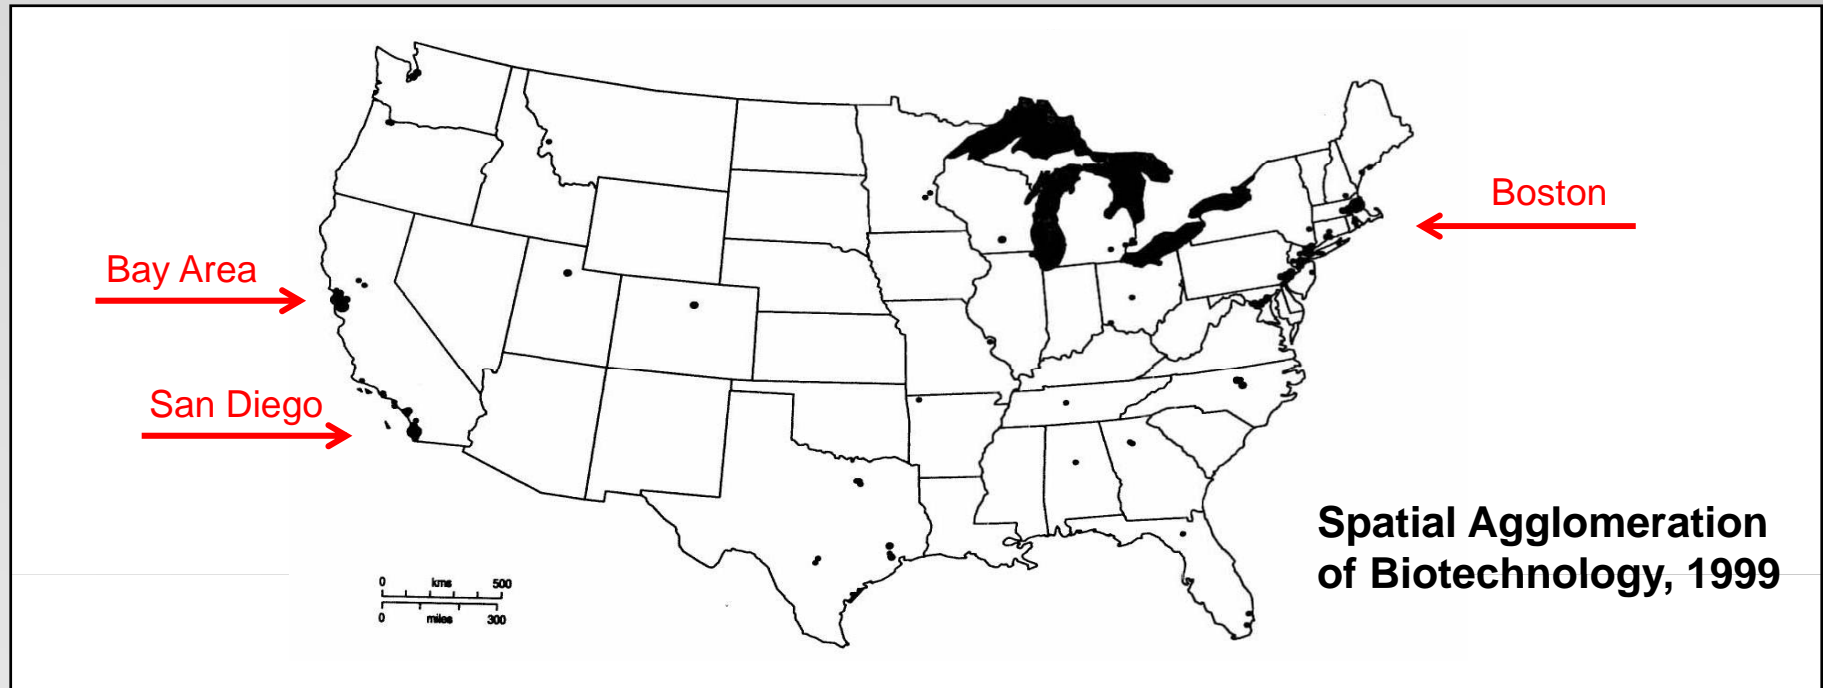 Boston
Bay Area
San Diego
Spatial Agglomeration
of Biotechnology, 1999
0 kms 500
0 miles 300